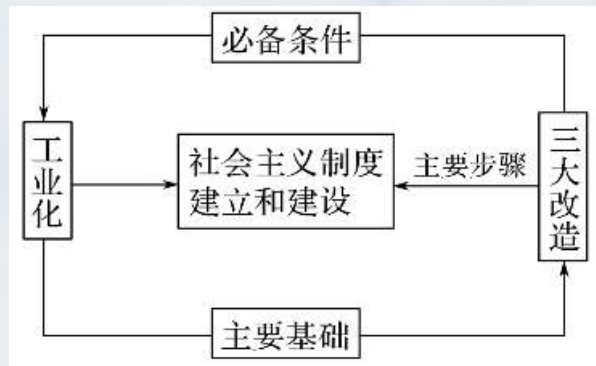 必备条件
工业化
社会主义制度
建立和建设
主要步骤
三大改造
主要基础